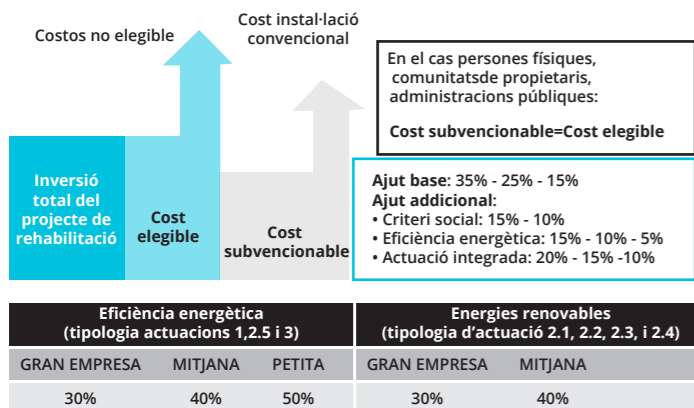 Costos no elegible
Cost instal·lació
convencional
En el cas persones físiques,
comunitatsde propietaris,
administracions públiques:
Cost subvencionable=Cost elegible
Inversió
total del
projecte de
rehabilitació
Cost
elegible
Cost
subvencionable
Ajut base: 35% - 25% - 15%
Ajut addicional:
• Criteri social: 15% - 10%
• Eficiència energètica: 15% - 10% - 5%
• Actuació integrada: 20% - 15% -10%
Eficiència energètica
(tipologia actuacions 1,2.5 i 3)
Energies renovables
(tipologia d'actuació 2.1, 2.2, 2.3, i 2.4)
GRAN EMPRESA MITJANA PETITA GRAN EMPRESA MITJANA
30% 40% 50% 30% 40%